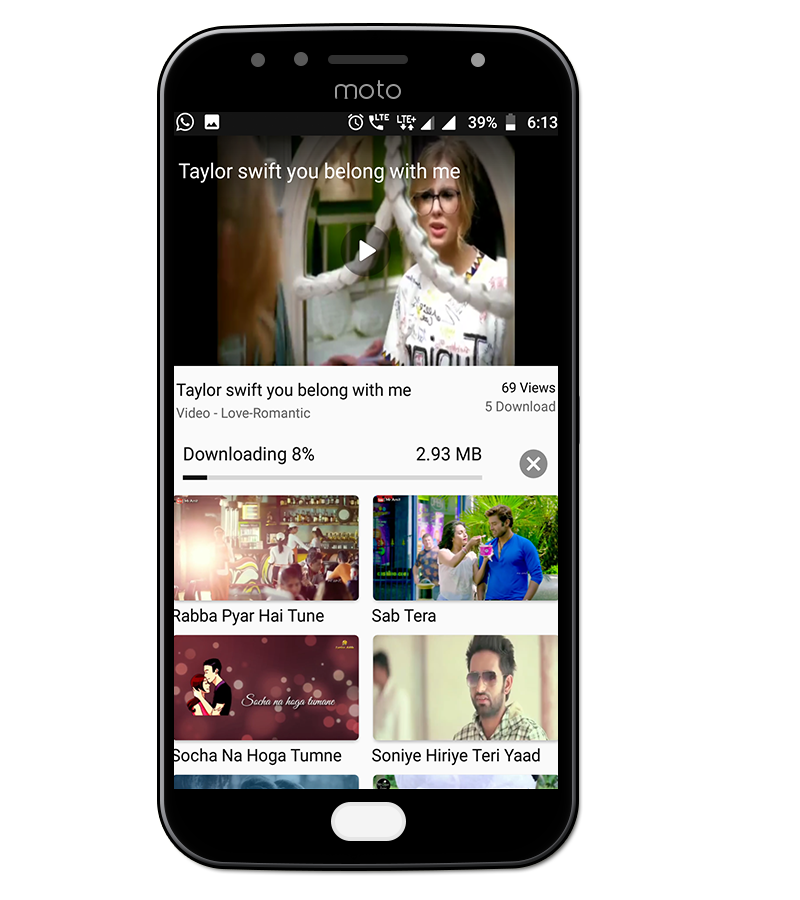 moto
LTE LTE+ 39% 6:13
Taylor swift you belong with me
Taylor swift you belong with me
69 Views
Video - Love-Romantic
5 Download
Downloading 8%
2.93 MB
Rabba Pyar Hai Tune
Sab Tera
Socha na hoga tumane
Socha Na Hoga Tumne
Soniye Hiriye Teri Yaad